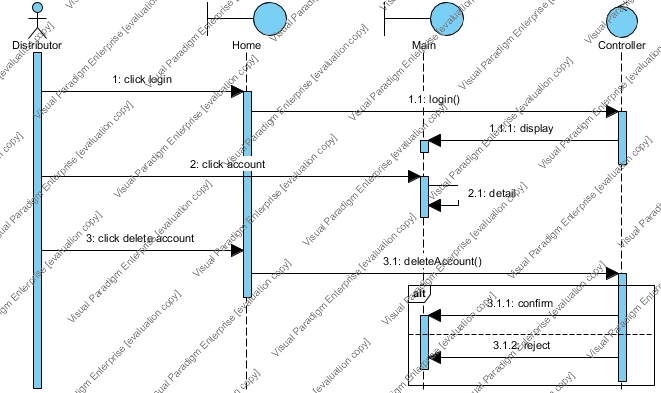 Distributor
Home
Main
Controller
1: click login
1.1: login()
1.1.1: display
2: click account
2.1: detail
3: click delete account
3.1: deleteAccount()
alt
3.1.1: confirm
3.1.2: reject
Visual Paradigm Enterprise [evaluation copy]